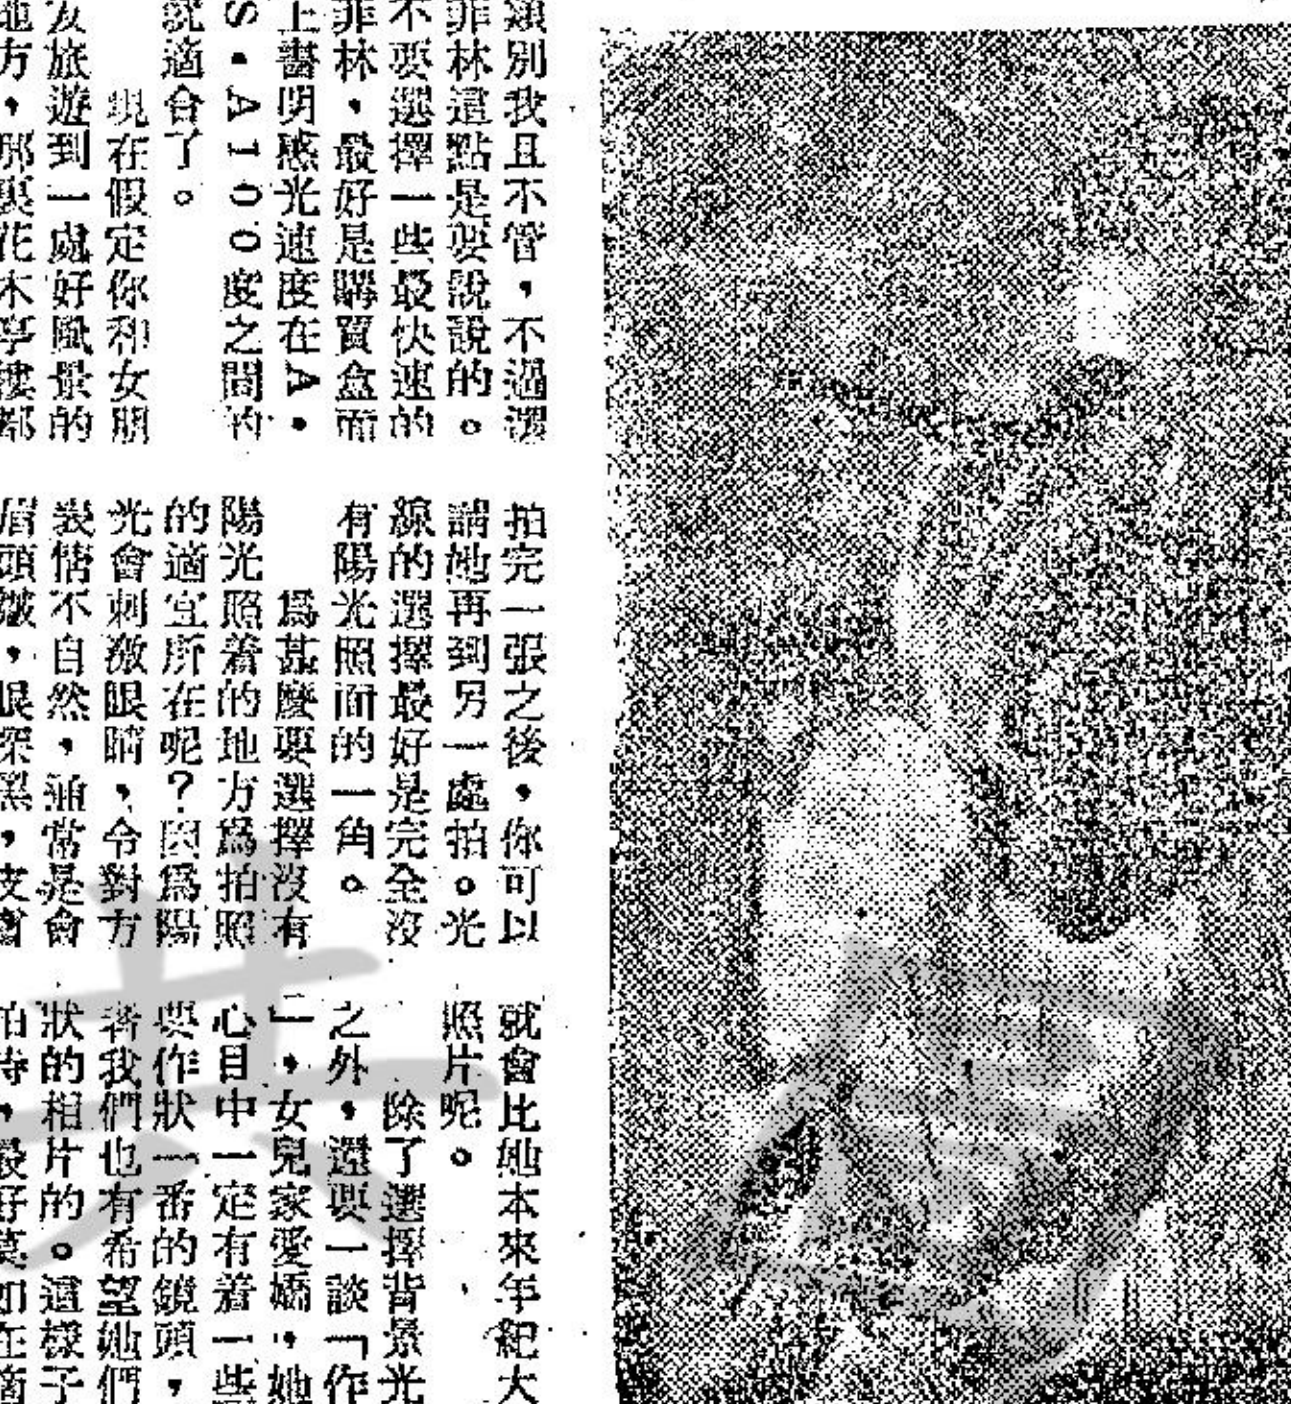 類別我且不管，不過選
菲林這點是要說說的。
不要選擇一些最快速的
菲林，最好是購買盒面
上書明感光速度在A·
S·A100度之間的
就適合了。
現在假定你和女朋
友旅遊到一處好風景的
地方，那裏花木亭樓都
拍完一張之後，你可以
請她再到另一處拍。光
線的選擇最好是完全沒
有陽光照面的一角。
爲甚麼要選擇沒有
陽光照着的地方爲拍照
的適宜所在呢？因爲陽
光會刺激眼睛，令對方
表情不自然，通常是會
眉頭皺，眼深黑，皮
就會比她本來年紀大
照片呢。
除了選擇背景光
之外，還要一談「作
」，女兒家愛嬌，她
心目中一定有着一些
要作狀一番的鏡頭，
我們也有希望她們
狀的相片的。這樣子
拍時，最好莫如在